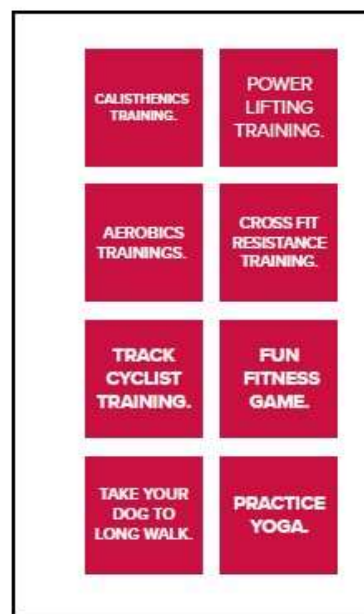 CALISTHENICS
TRAINING.
POWER
LIFTING
TRAINING.
AEROBICS
TRAININGS.
CROSS FIT
RESISTANCE
TRAINING.
TRACK
CYCLIST
TRAINING.
FUN
FITNESS
GAME.
TAKE YOUR
DOG TO
LONG WALK.
PRACTICE
YOGA.